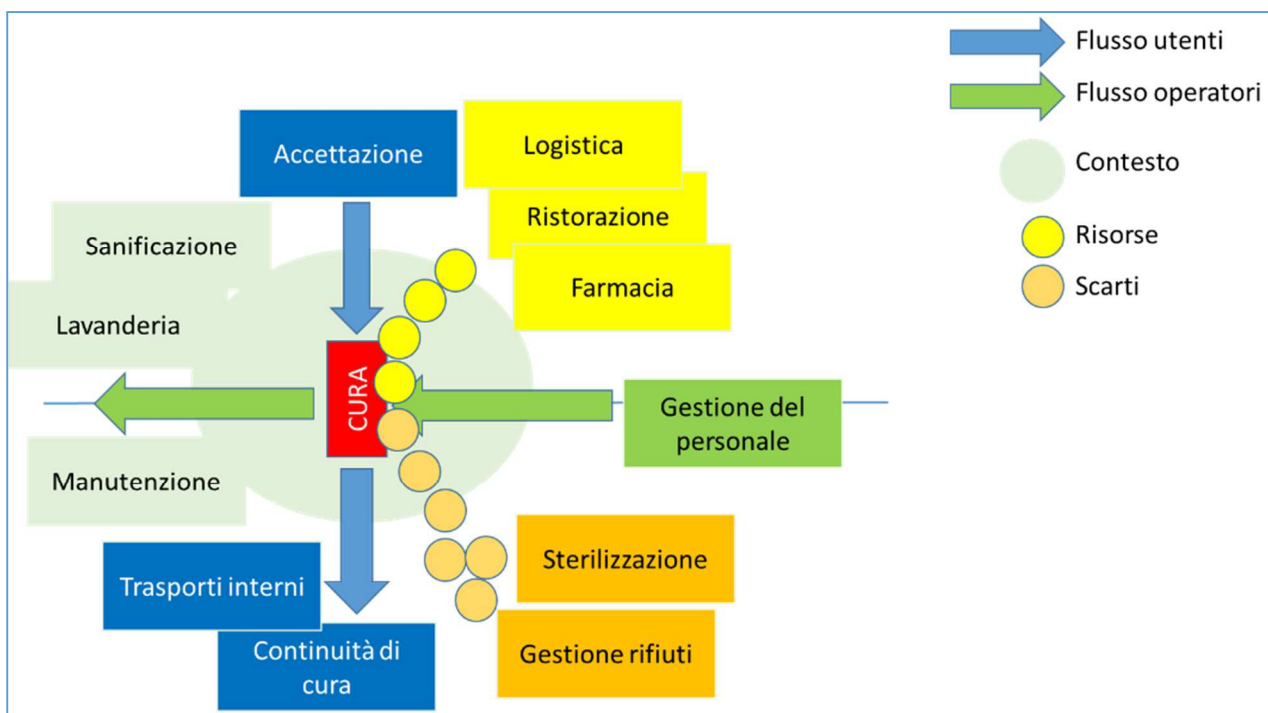 Flusso utenti
Flusso operatori
Contesto
Risorse
Scarti
Accettazione
Logistica
Ristorazione
Farmacia
Sanificazione
Lavanderia
CURA
Gestione del
personale
Manutenzione
Trasporti interni
Continuità di
cura
Sterilizzazione
Gestione rifiuti